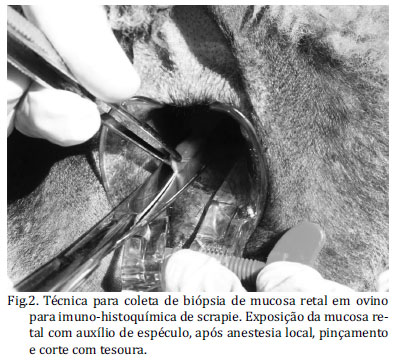 Fig.2. Técnica para coleta de biópsia de mucosa retal em ovino
para imuno-histoquímica de scrapie. Exposição da mucosa re-
tal com auxílio de espéculo, após anestesia local, pinçamento
e corte com tesoura.